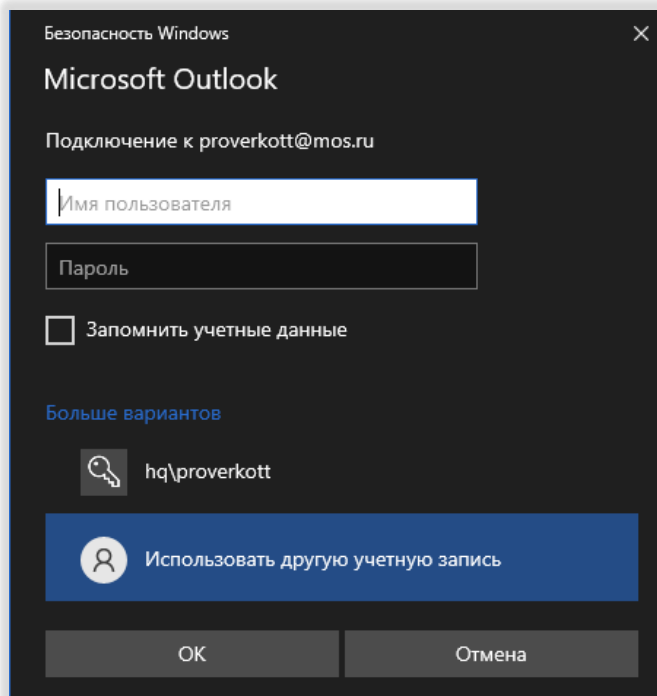 Безопасность Windows
Microsoft Outlook
Подключение к proverkott@mos.ru
Имя пользователя
Пароль
Запомнить учетные данные
Больше вариантов
hq\proverkott
Использовать другую учетную запись
ОК
Отмена